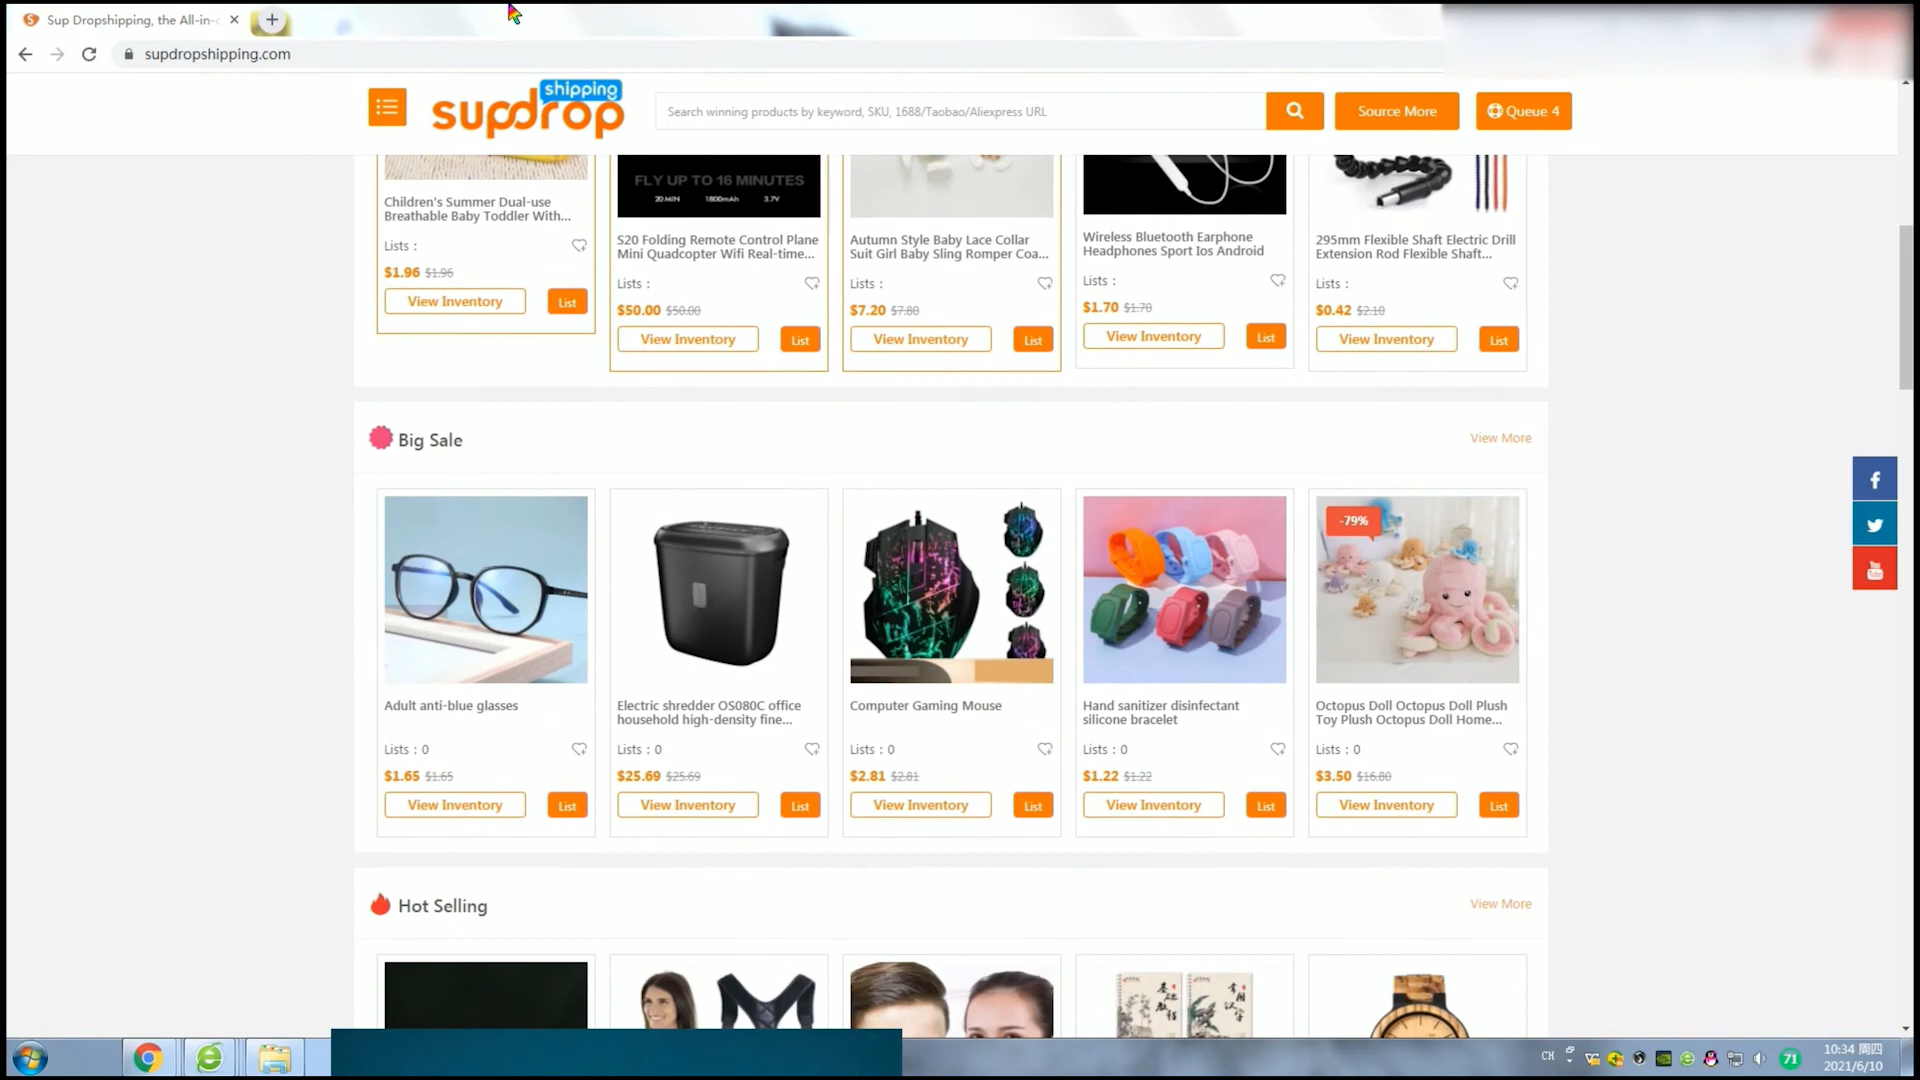 Sup Dropshipping, the All-in-
supdropshipping.com
shipping
supdrop
Search winning products by keyword, SKU, 1688/Taobao/Aliexpress URL
Source More
Queue 4
FLY UP TO 16 MINUTES
20 MIN 1800mAh 3.7V
Children's Summer Dual-use
Breathable Baby Toddler With...
Lists :
$1.96 $1.96
View Inventory
List
S20 Folding Remote Control Plane
Mini Quadcopter Wifi Real-time...
Lists :
$50.00 $50.00
View Inventory
List
Autumn Style Baby Lace Collar
Suit Girl Baby Sling Romper Coa...
Lists :
$7.20 $7.80
View Inventory
List
Wireless Bluetooth Earphone
Headphones Sport Ios Android
Lists :
$1.70 $1.70
View Inventory
List
295mm Flexible Shaft Electric Drill
Extension Rod Flexible Shaft...
Lists :
$0.42 $2.10
View Inventory
List
Big Sale
View More
-79%
Adult anti-blue glasses
Lists : 0
$1.65 $1.65
View Inventory
List
Electric shredder OS080C office
household high-density fine...
Lists : 0
$25.69 $25.69
View Inventory
List
Computer Gaming Mouse
Lists : 0
$2.81 $2.81
View Inventory
List
Hand sanitizer disinfectant
silicone bracelet
Lists : 0
$1.22 $1.22
View Inventory
List
Octopus Doll Octopus Doll Plush
Toy Plush Octopus Doll Home...
Lists : 0
$3.50 $16.80
View Inventory
List
Hot Selling
View More
CH
71
10:34 周四
2021/6/10